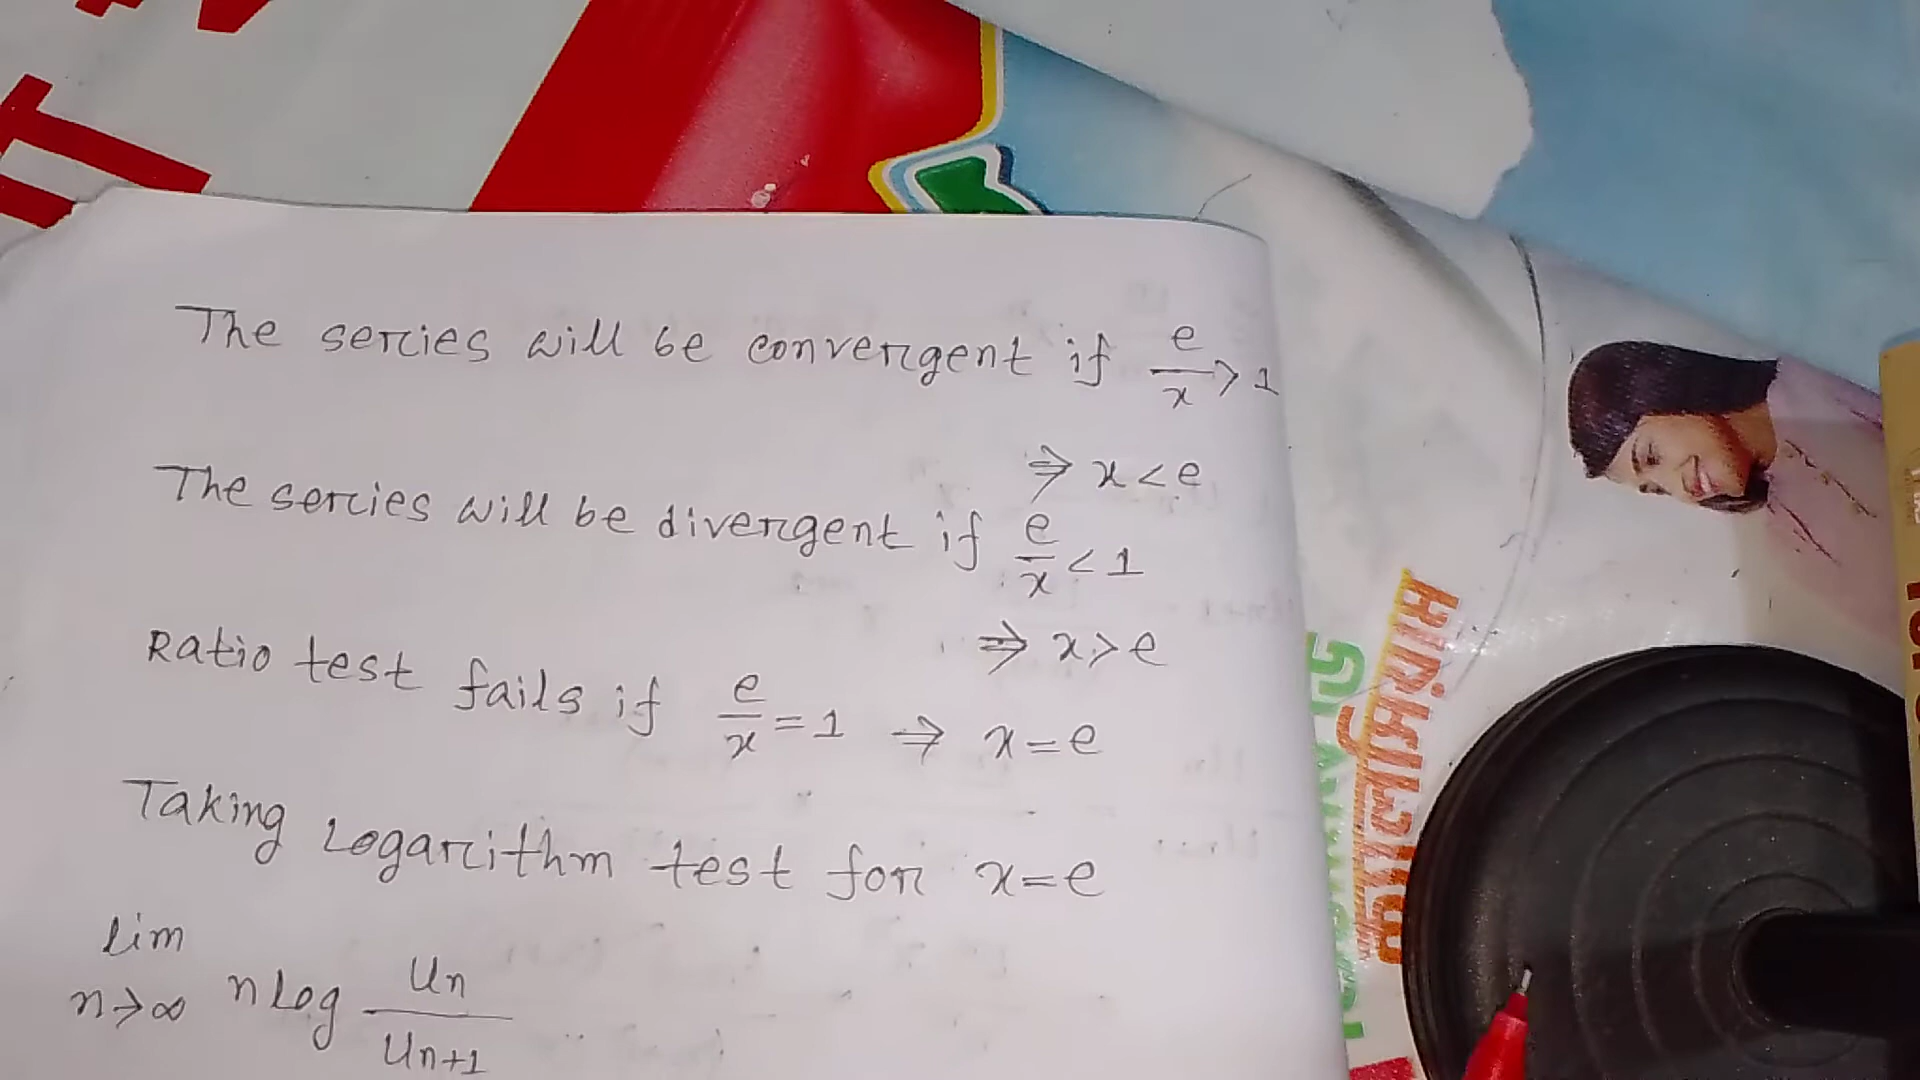 The series will be convergent if e/x > 1
⇒ x < e
The series will be divergent if e/x < 1
⇒ x > e
Ratio test fails if e/x = 1 ⇒ x = e
Taking Logarithm test for x = e
lim n→∞ n log Un/Un+1